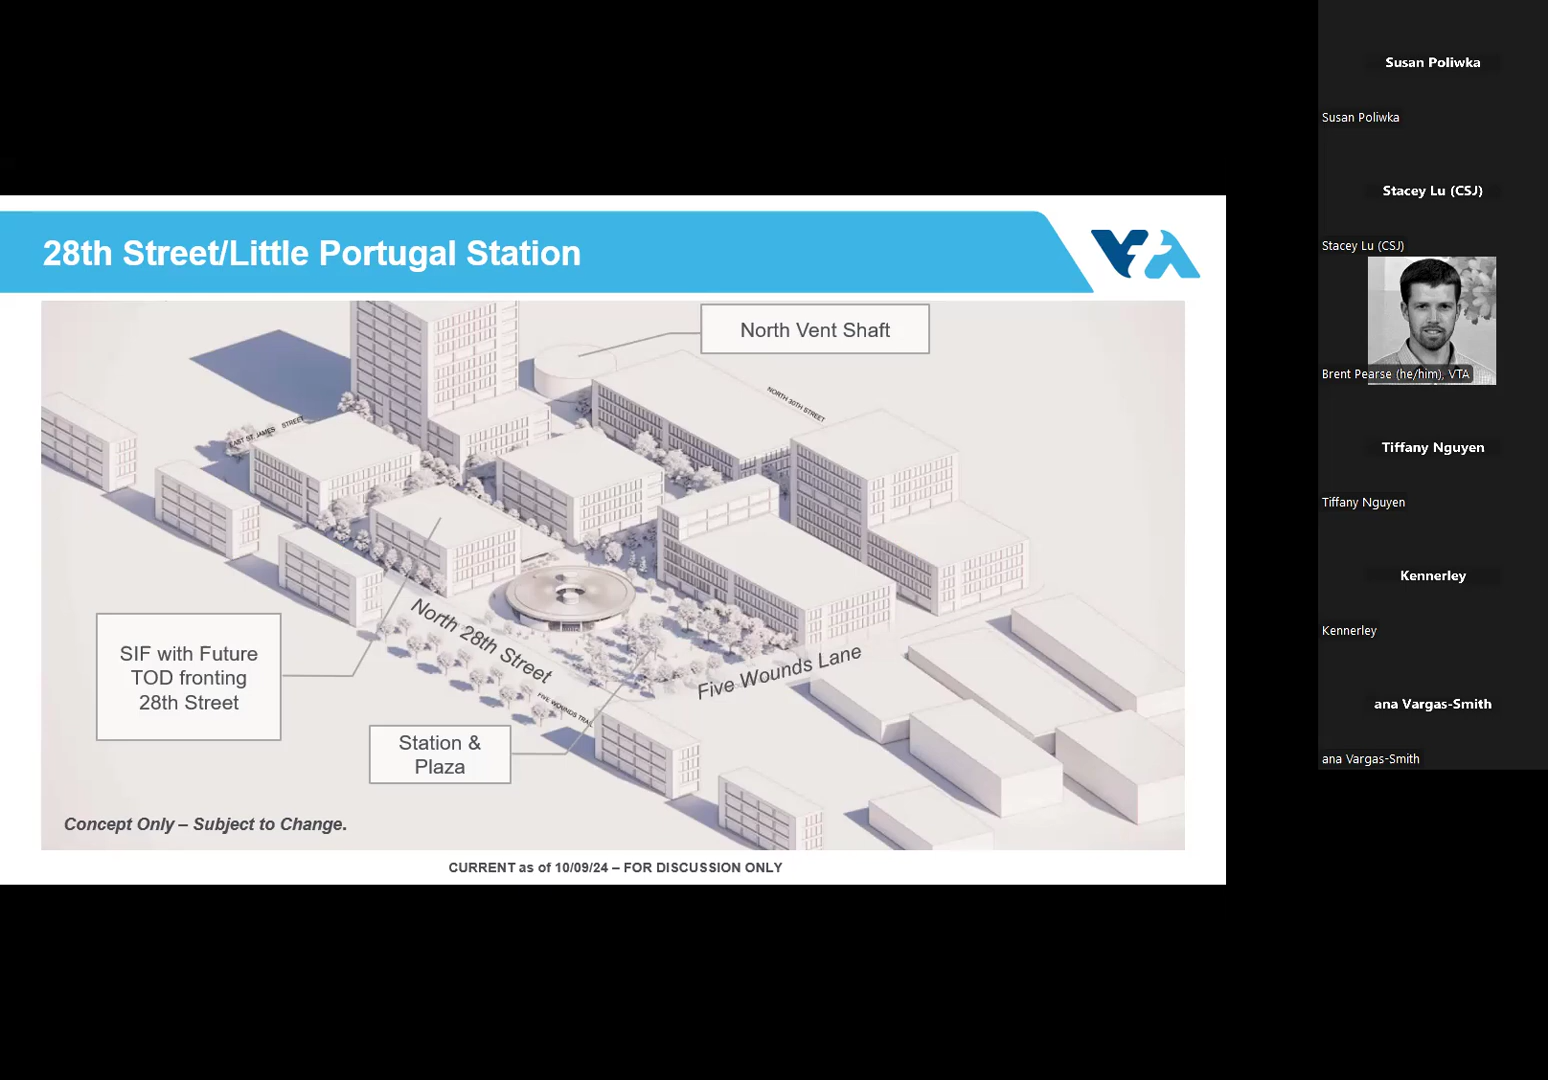 28th Street/Little Portugal Station
VTA
North Vent Shaft
NORTH 30TH STREET
EAST ST. JAMES STREET
North 28th Street
Five Wounds Lane
FIVE WOUNDS TRAIL
SIF with Future
TOD fronting
28th Street
Station &
Plaza
Concept Only – Subject to Change.
CURRENT as of 10/09/24 – FOR DISCUSSION ONLY
Susan Poliwka
Susan Poliwka
Stacey Lu (CSJ)
Stacey Lu (CSJ)
Brent Pearse (he/him), VTA
Tiffany Nguyen
Tiffany Nguyen
Kennerley
Kennerley
ana Vargas-Smith
ana Vargas-Smith